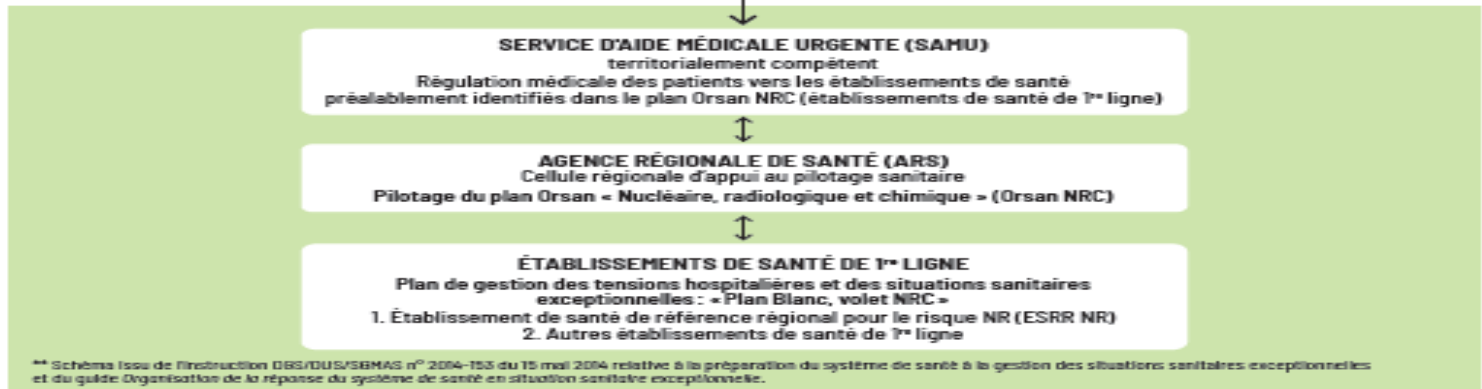 SERVICE D'AIDE MÉDICALE URGENTE (SAMU)
territorialement compétent
Régulation médicale des patients vers les établissements de santé
préalablement identifiés dans le plan Orsan NRC (établissements de santé de 1re ligne)
AGENCE RÉGIONALE DE SANTÉ (ARS)
Cellule régionale d'appui au pilotage sanitaire
Pilotage du plan Orsan « Nucléaire, radiologique et chimique » (Orsan NRC)
ÉTABLISSEMENTS DE SANTÉ DE 1re LIGNE
Plan de gestion des tensions hospitalières et des situations sanitaires
exceptionnelles : « Plan Blanc, volet NRC »
1. Établissement de santé de référence régional pour le risque NR (ESRR NR)
2. Autres établissements de santé de 1re ligne
** Schéma issu de l'instruction DGS/DUS/SGMAS n° 2014-153 du 15 mai 2014 relative à la préparation du système de santé à la gestion des situations sanitaires exceptionnelles
et du guide Organisation de la réponse du système de santé en situation sanitaire exceptionnelle.